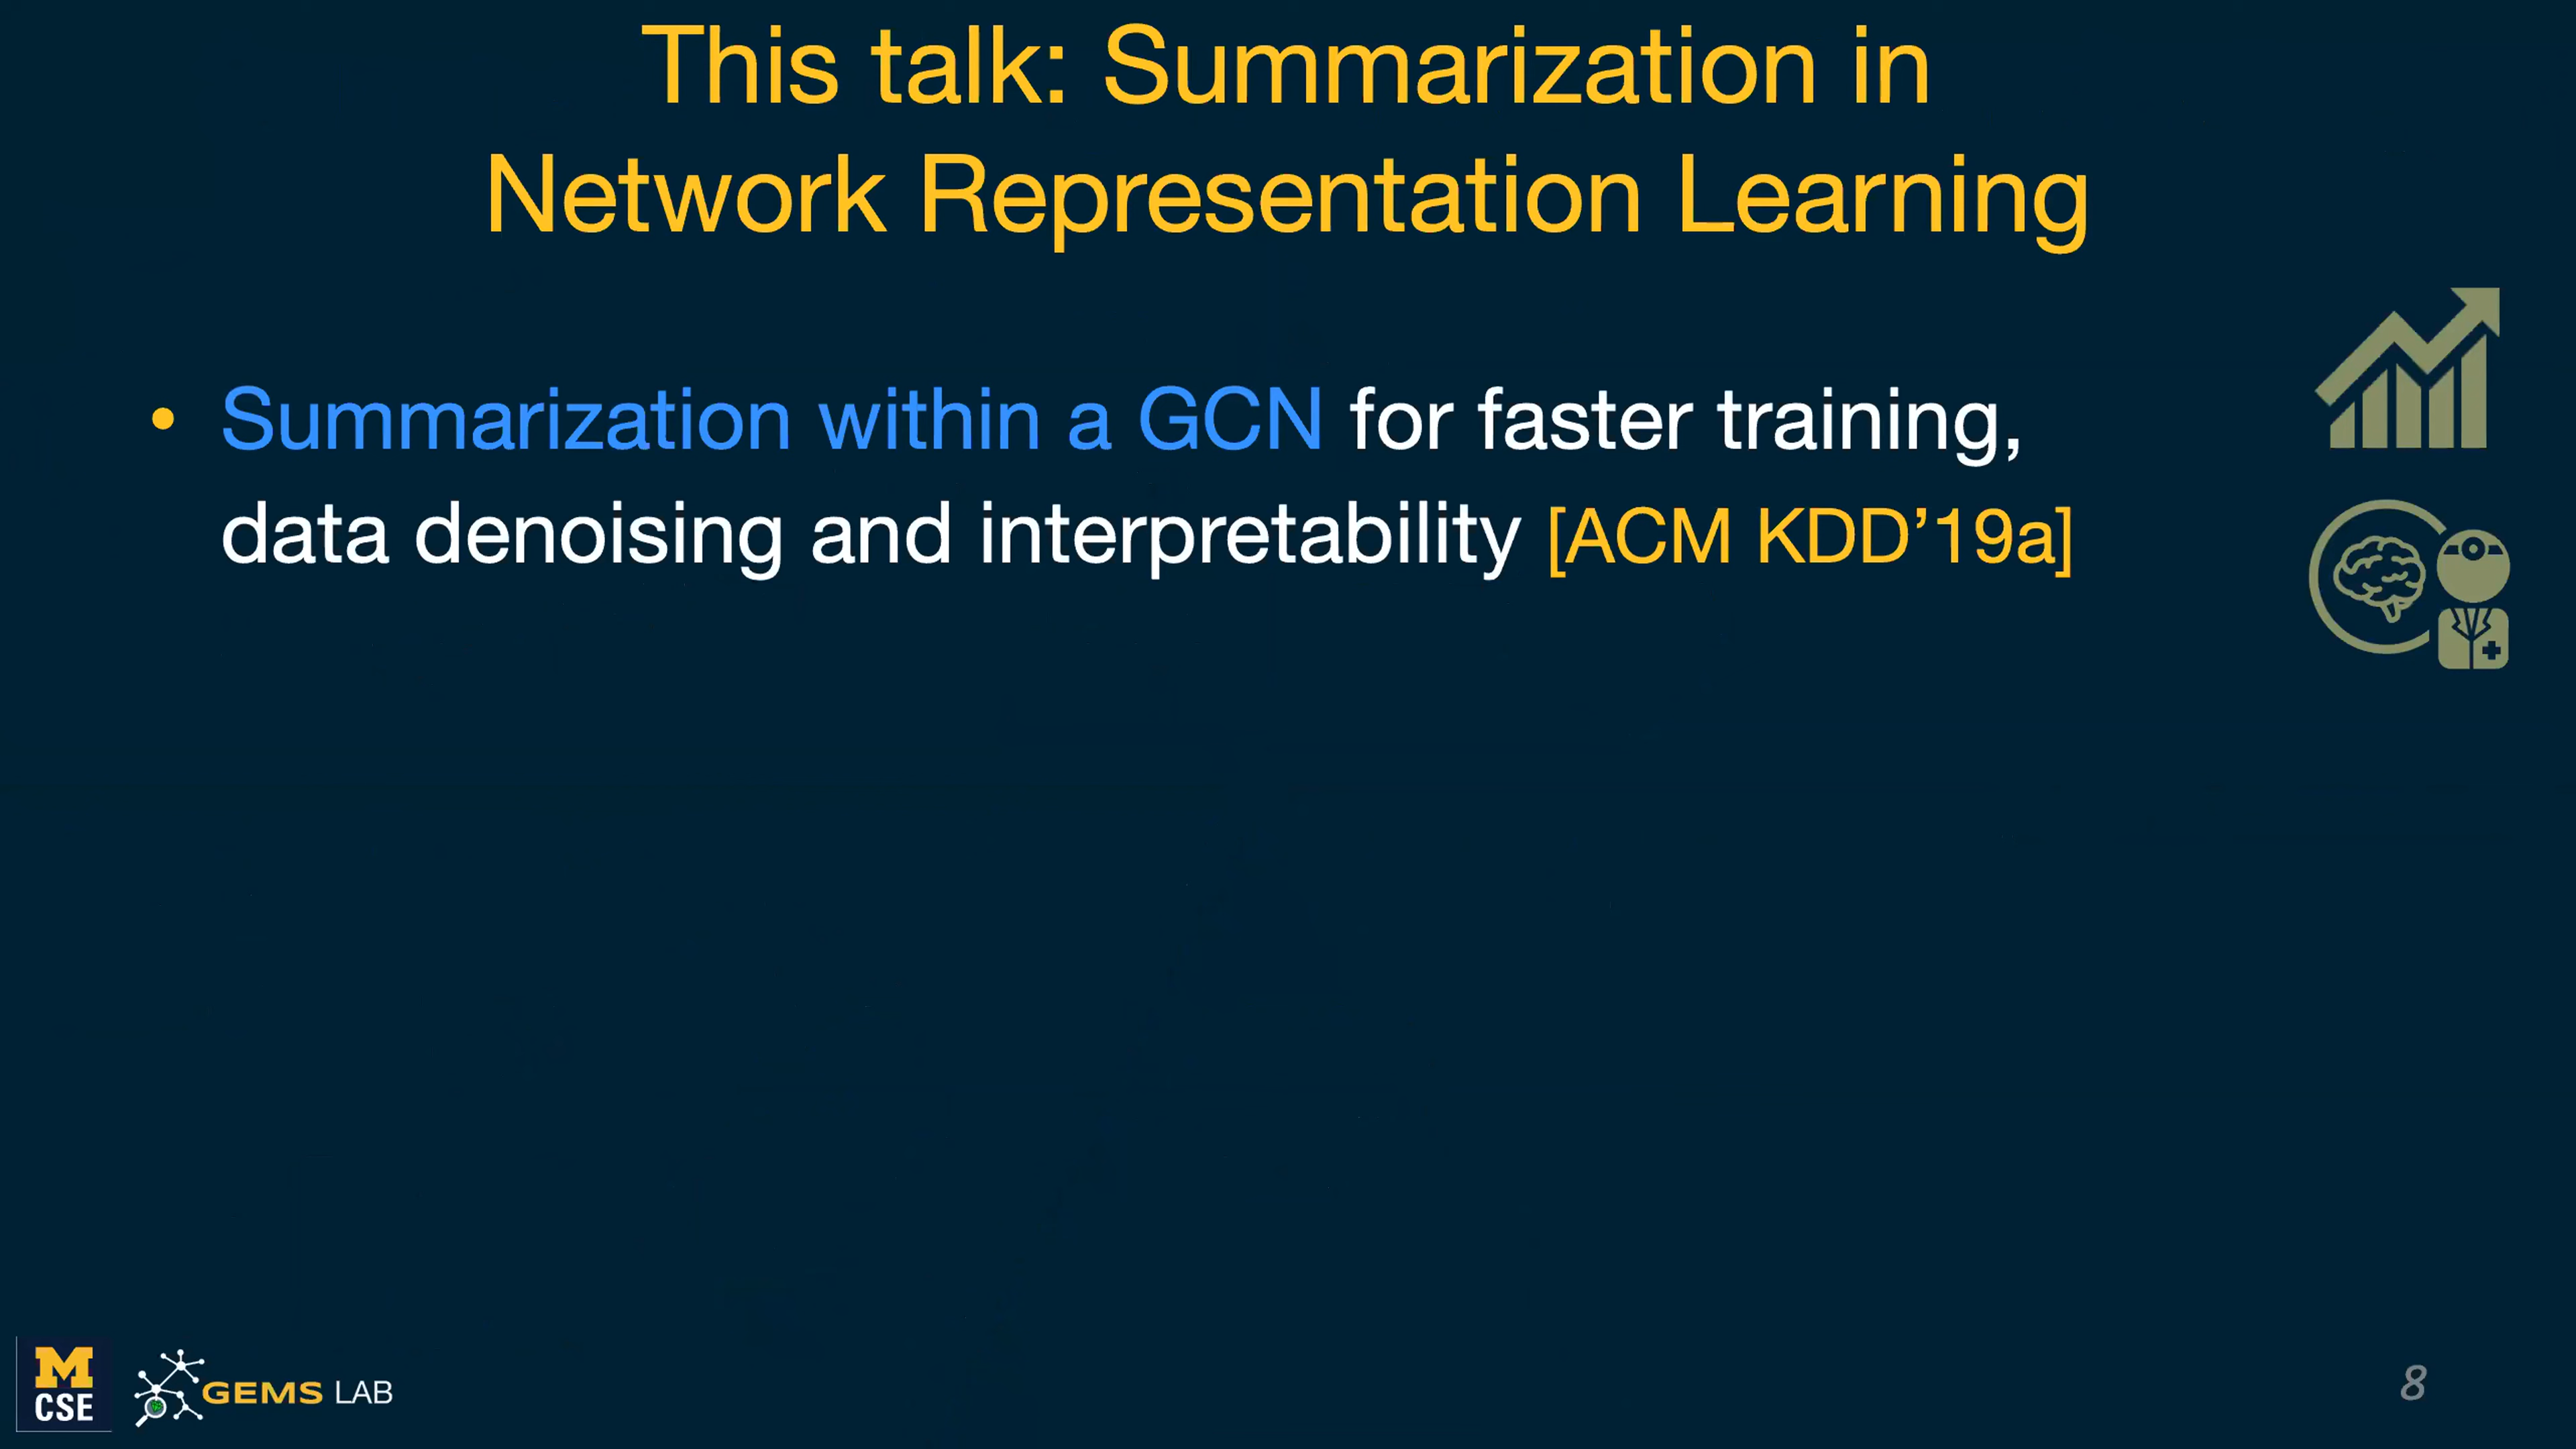 This talk: Summarization in
Network Representation Learning
• Summarization within a GCN for faster training,
data denoising and interpretability [ACM KDD’19a]
M
CSE
GEMS LAB
8